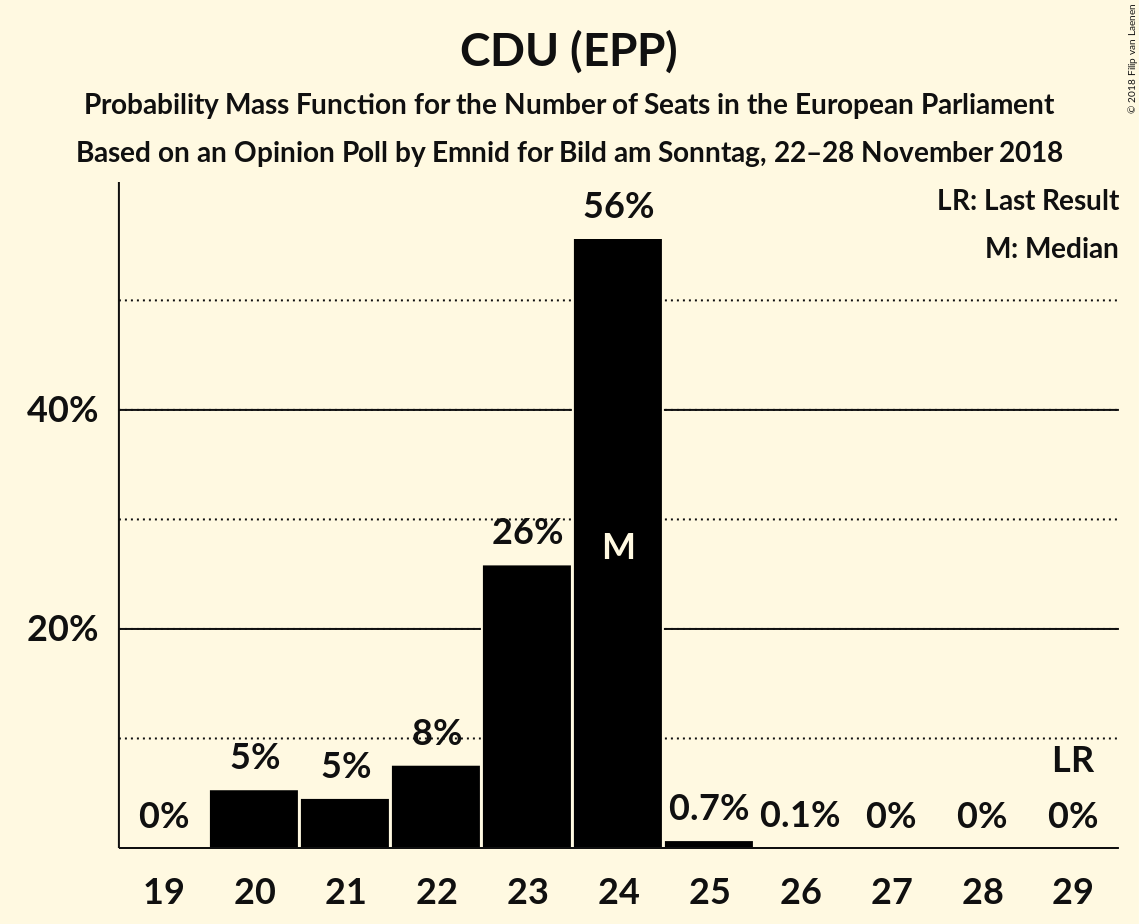 CDU (EPP)
Probability Mass Function for the Number of Seats in the European Parliament
Based on an Opinion Poll by Emnid for Bild am Sonntag, 22–28 November 2018
© 2018 Filip van Laenen
LR: Last Result
M: Median
56%
40%
26%
M
20%
8%
5%
5%
LR
0%
0.7%
0.1%
0%
0%
0%
19 20 21 22 23 24 25 26 27 28 29